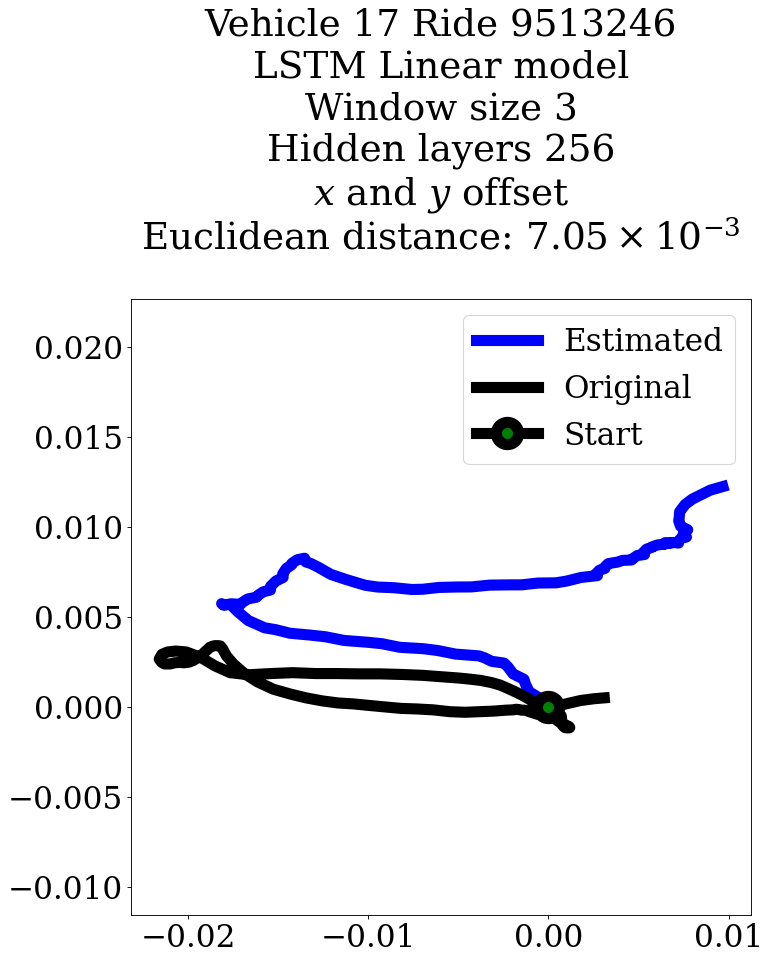 Vehicle 17 Ride 9513246
LSTM Linear model
Window size 3
Hidden layers 256
x and y offset
Euclidean distance: 7.05 × 10⁻³
Estimated
Original
Start
0.020
0.015
0.010
0.005
0.000
−0.005
−0.010
−0.02
−0.01
0.00
0.01